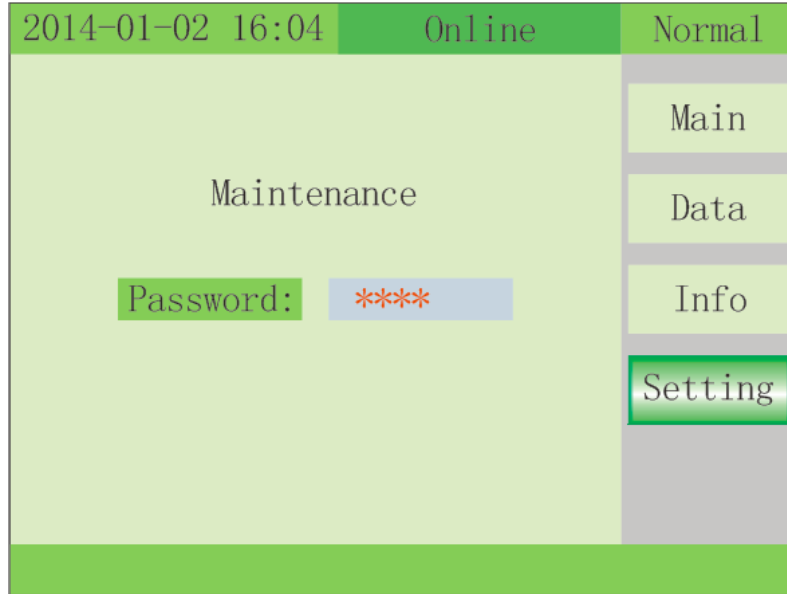 2014-01-02 16:04 Online Normal
Main
Maintenance
Data
Password: ****
Info
Setting